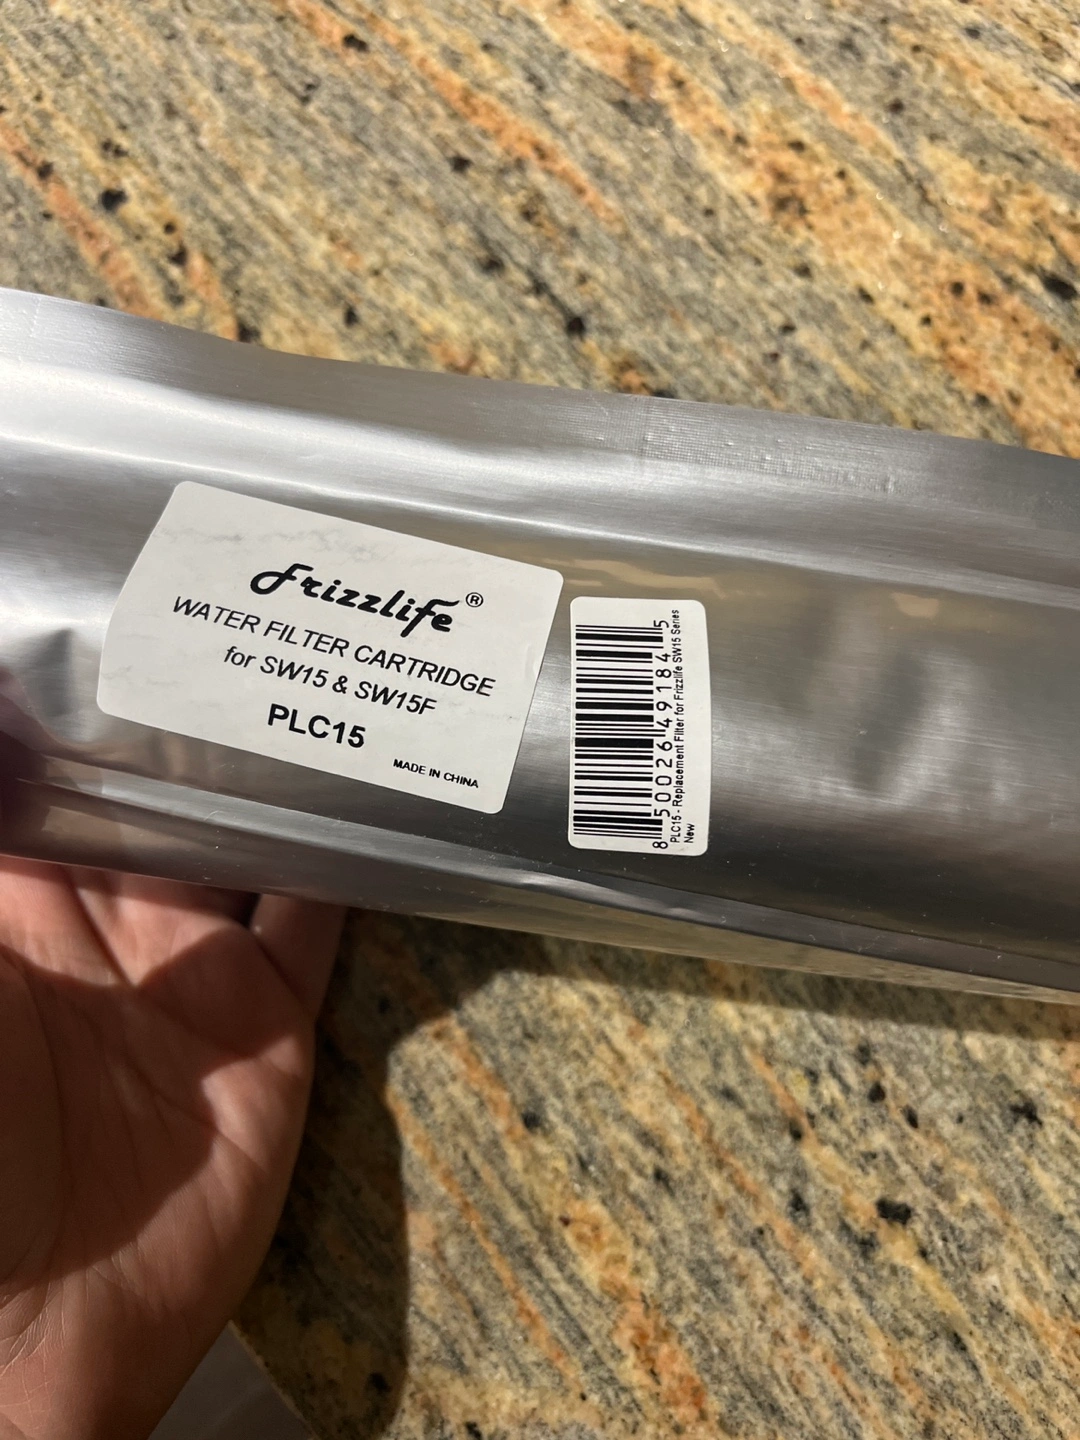 Frizzlife®
WATER FILTER CARTRIDGE
for SW15 & SW15F
PLC15
MADE IN CHINA
8 50026 49184 5
PLC15 - Replacement Filter for Frizzlife SW15 Series
New